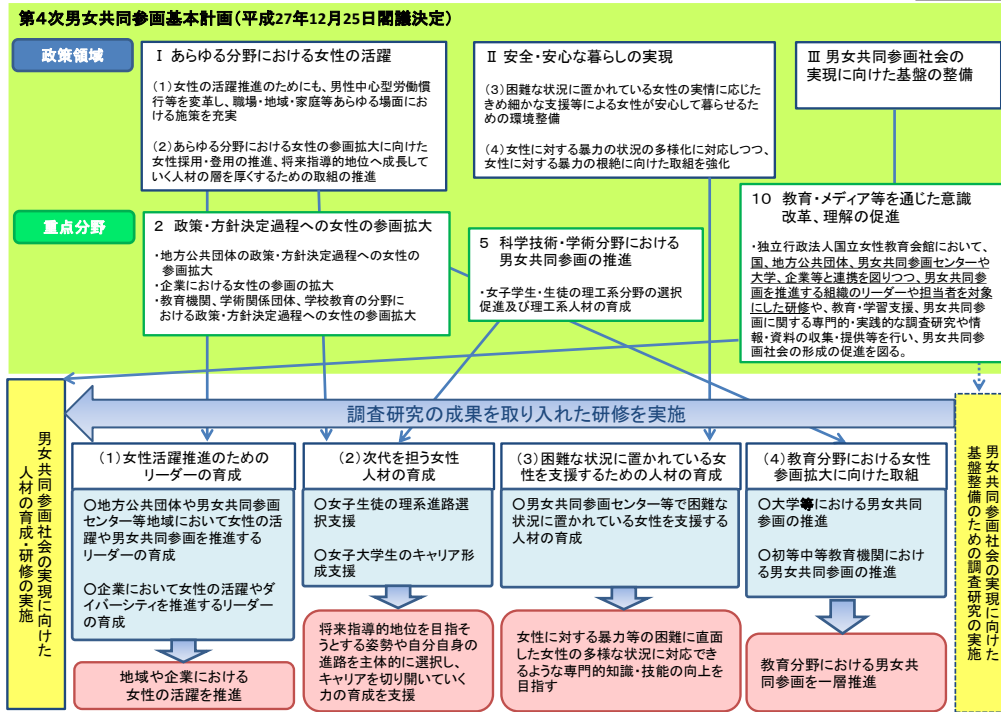 第4次男女共同参画基本計画(平成27年12月25日閣議決定)
政策領域
Ⅰ あらゆる分野における女性の活躍
(1)女性の活躍推進のためにも、男性中心型労働慣
行等を変革し、職場・地域・家庭等あらゆる場面にお
ける施策を充実
(2)あらゆる分野における女性の参画拡大に向けた
女性採用・登用の推進、将来指導的地位へ成長して
いく人材の層を厚くするための取組の推進
Ⅱ 安全・安心な暮らしの実現
(3)困難な状況に置かれている女性の実情に応じた
きめ細かな支援等による女性が安心して暮らせるため
の環境整備
(4)女性に対する暴力の状況の多様化に対応しつつ、
女性に対する暴力の根絶に向けた取組を強化
Ⅲ 男女共同参画社会の
実現に向けた基盤の整備
重点分野
2 政策・方針決定過程への女性の参画拡大
・地方公共団体の政策・方針決定過程への女性の
参画拡大
・企業における女性の参画の拡大
・教育機関、学術関係団体、学校教育の分野に
おける政策・方針決定過程への女性の参画拡大
5 科学技術・学術分野における
男女共同参画の推進
・女子学生・生徒の理工系分野の選択
促進及び理工系人材の育成
10 教育・メディア等を通じた意識
改革、理解の促進
・独立行政法人国立女性教育会館において、
国、地方公共団体、男女共同参画センターや
大学、企業等と連携を図りつつ、男女共同参
画を推進する組織のリーダーや担当者を対象
にした研修や、教育・学習支援、男女共同参
画に関する専門的・実践的な調査研究や情
報・資料の収集・提供等を行い、男女共同参
画社会の形成の促進を図る。
男女共同参画社会の実現に向けた
人材の育成・研修の実施
調査研究の成果を取り入れた研修を実施
男女共同参画社会の実現に向けた
基盤整備のための調査研究の実施
(1)女性活躍推進のための
リーダーの育成
○地方公共団体や男女共同参画
センター等地域において女性の活
躍や男女共同参画を推進する
リーダーの育成
○企業において女性の活躍やダ
イバーシティを推進するリーダー
の育成
地域や企業における
女性の活躍を推進
(2)次代を担う女性
人材の育成
○女子生徒の理系進路選
択支援
○女子大学生のキャリア形
成支援
将来指導的地位を目指そ
うとする姿勢や自分自身の
進路を主体的に選択し、
キャリアを切り開いていく
力の育成を支援
(3)困難な状況に置かれている女
性を支援するための人材の育成
○男女共同参画センター等で困難な
状況に置かれている女性を支援する
人材の育成
女性に対する暴力等の困難に直面
した女性の多様な状況に対応でき
るような専門的知識・技能の向上を
目指す
(4)教育分野における女性
参画拡大に向けた取組
○大学等における男女共同
参画の推進
○初等中等教育機関におけ
る男女共同参画の推進
教育分野における男女共
同参画を一層推進